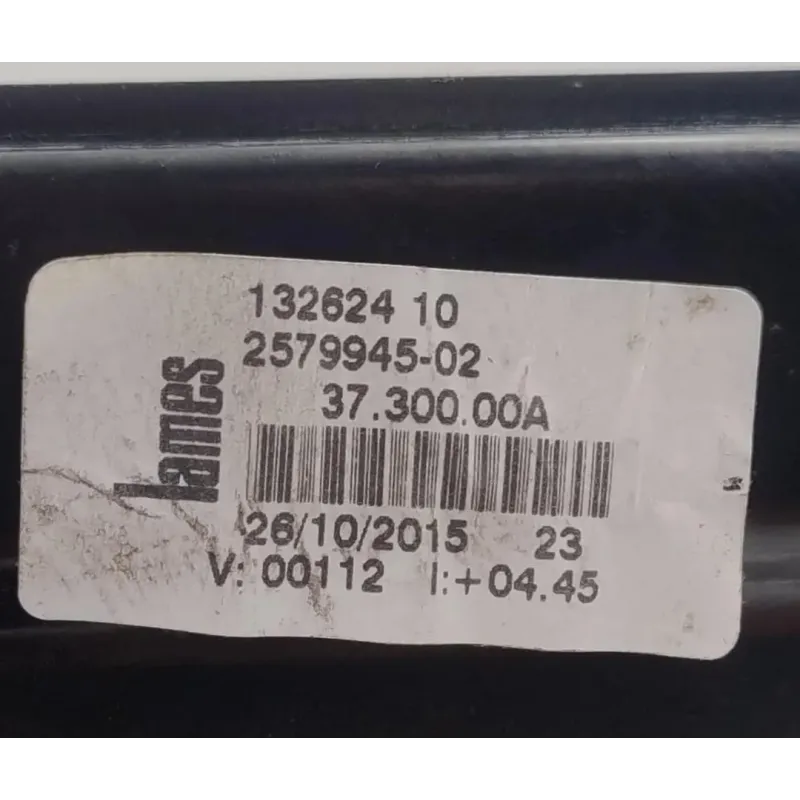 132624 10
2579945-02
lames
37.300.00A
26/10/2015 23
V: 00112 I:+04.45